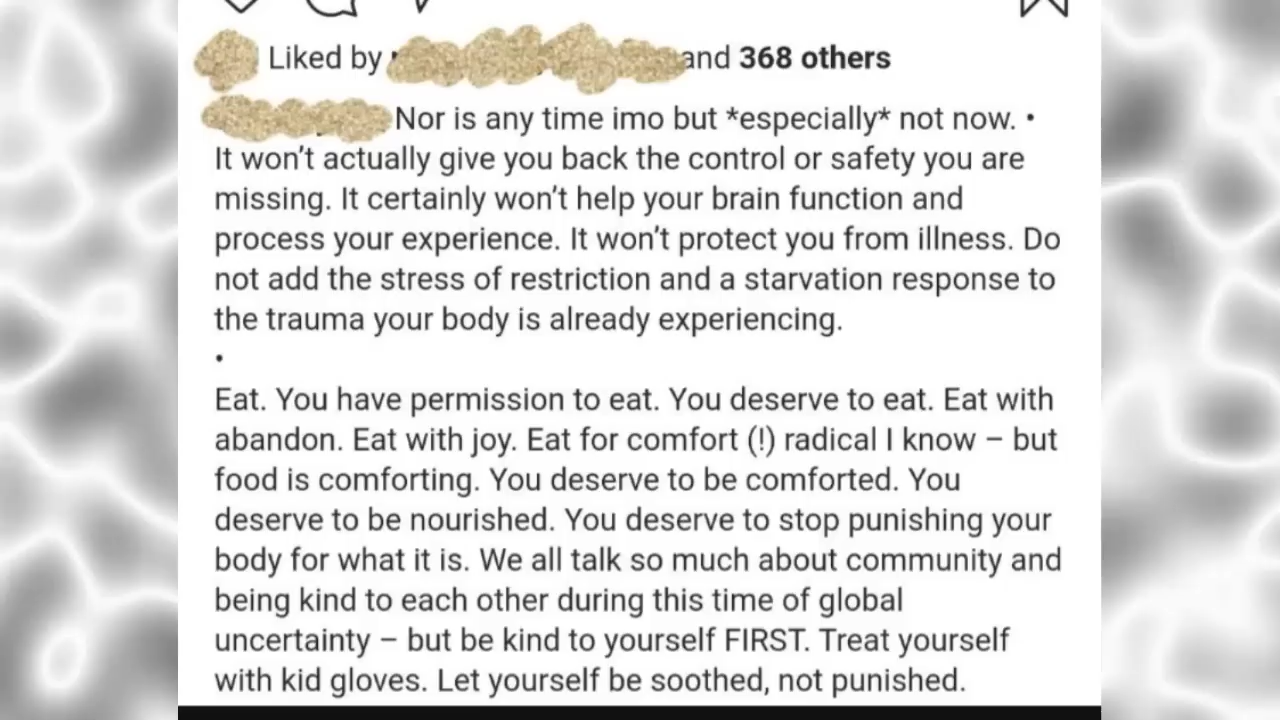 Liked by and 368 others
Nor is any time imo but *especially* not now. •
It won't actually give you back the control or safety you are
missing. It certainly won't help your brain function and
process your experience. It won't protect you from illness. Do
not add the stress of restriction and a starvation response to
the trauma your body is already experiencing.
•
Eat. You have permission to eat. You deserve to eat. Eat with
abandon. Eat with joy. Eat for comfort (!) radical I know – but
food is comforting. You deserve to be comforted. You
deserve to be nourished. You deserve to stop punishing your
body for what it is. We all talk so much about community and
being kind to each other during this time of global
uncertainty – but be kind to yourself FIRST. Treat yourself
with kid gloves. Let yourself be soothed, not punished.